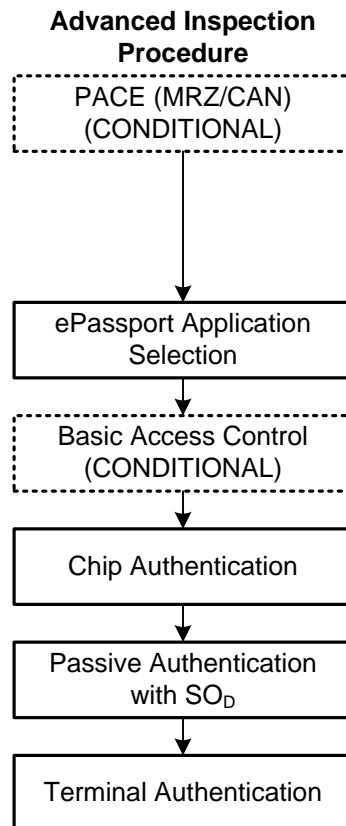 Advanced Inspection
Procedure
PACE (MRZ/CAN)
(CONDITIONAL)
ePassport Application
Selection
Basic Access Control
(CONDITIONAL)
Chip Authentication
Passive Authentication
with SOD
Terminal Authentication